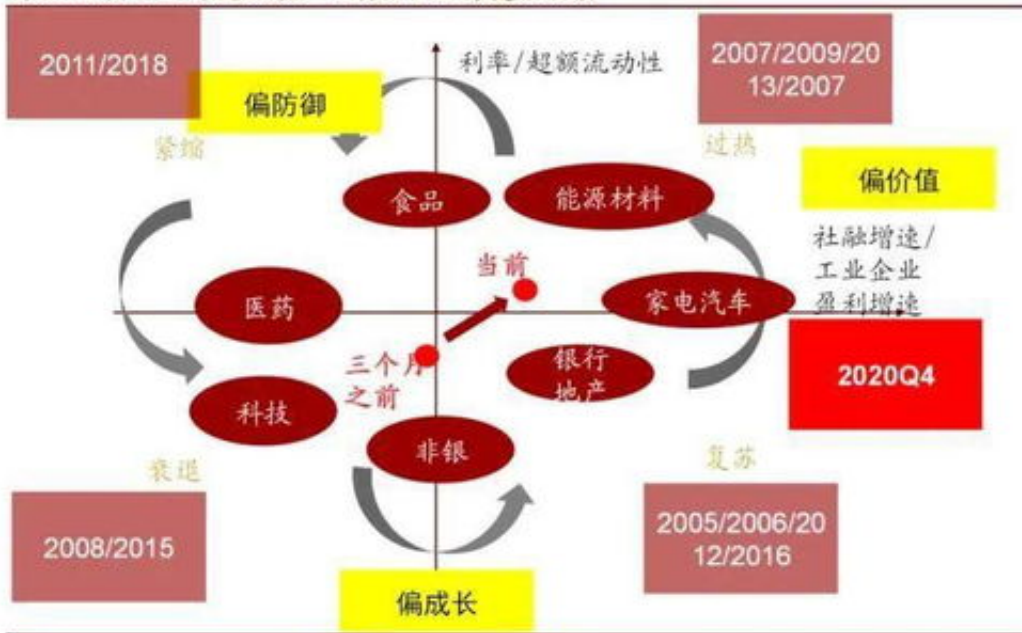 2011/2018
利率/超额流动性
2007/2009/20
13/2007
偏防御
紧缩
过热
偏价值
食品
能源材料
社融增速/
工业企业
盈利增速
当前
医药
家电汽车
三个月
之前
银行
地产
2020Q4
科技
非银
衰退
复苏
2008/2015
2005/2006/20
12/2016
偏成长